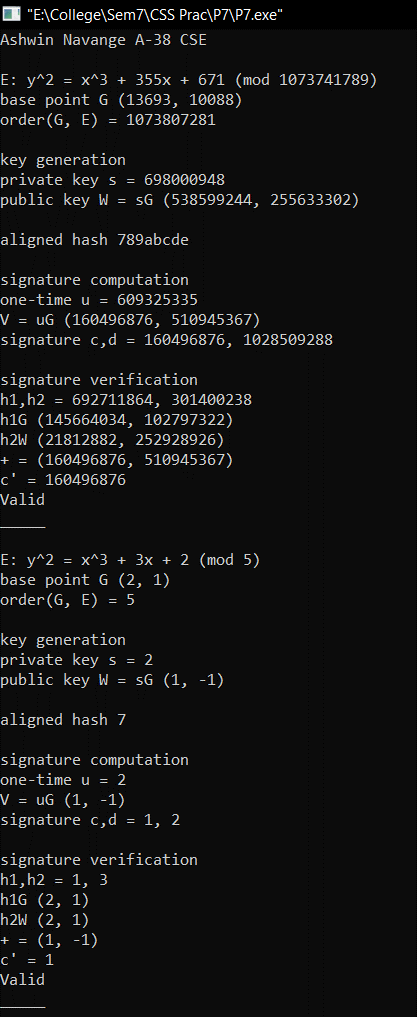 "E:\College\Sem7\CSS Prac\P7\P7.exe"
Ashwin Navange A-38 CSE
E: y^2 = x^3 + 355x + 671 (mod 1073741789)
base point G (13693, 10088)
order(G, E) = 1073807281
key generation
private key s = 698000948
public key W = sG (538599244, 255633302)
aligned hash 789abcde
signature computation
one-time u = 609325335
V = uG (160496876, 510945367)
signature c,d = 160496876, 1028509288
signature verification
h1,h2 = 692711864, 301400238
h1G (145664034, 102797322)
h2W (21812882, 252928926)
+ = (160496876, 510945367)
c' = 160496876
Valid
_____
E: y^2 = x^3 + 3x + 2 (mod 5)
base point G (2, 1)
order(G, E) = 5
key generation
private key s = 2
public key W = sG (1, -1)
aligned hash 7
signature computation
one-time u = 2
V = uG (1, -1)
signature c,d = 1, 2
signature verification
h1,h2 = 1, 3
h1G (2, 1)
h2W (2, 1)
+ = (1, -1)
c' = 1
Valid
_____